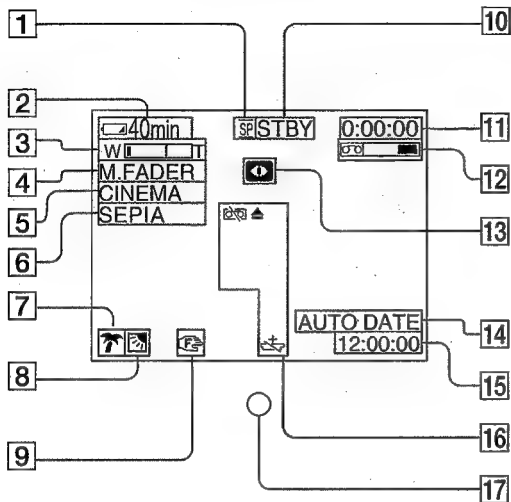 1 10
2 40min SP STBY 0:00:00 11
3 W T 12
4 M.FADER
5 CINEMA 13
6 SEPIA
7 AUTO DATE 14
12:00:00 15
8
9 16
17